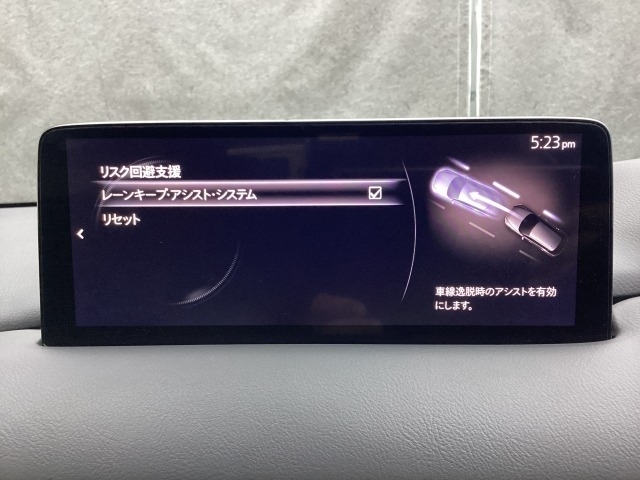 5:23pm
リスク回避支援
レーンキープ・アシスト・システム
リセット
車線逸脱時のアシストを有効
にします。